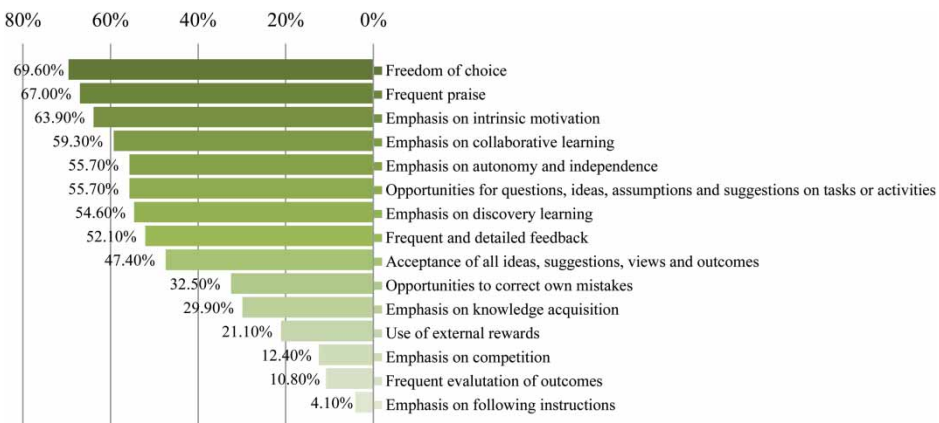 80% 60% 40% 20% 0%
69.60% Freedom of choice
67.00% Frequent praise
63.90% Emphasis on intrinsic motivation
59.30% Emphasis on collaborative learning
55.70% Emphasis on autonomy and independence
55.70% Opportunities for questions, ideas, assumptions and suggestions on tasks or activities
54.60% Emphasis on discovery learning
52.10% Frequent and detailed feedback
47.40% Acceptance of all ideas, suggestions, views and outcomes
32.50% Opportunities to correct own mistakes
29.90% Emphasis on knowledge acquisition
21.10% Use of external rewards
12.40% Emphasis on competition
10.80% Frequent evalutation of outcomes
4.10% Emphasis on following instructions